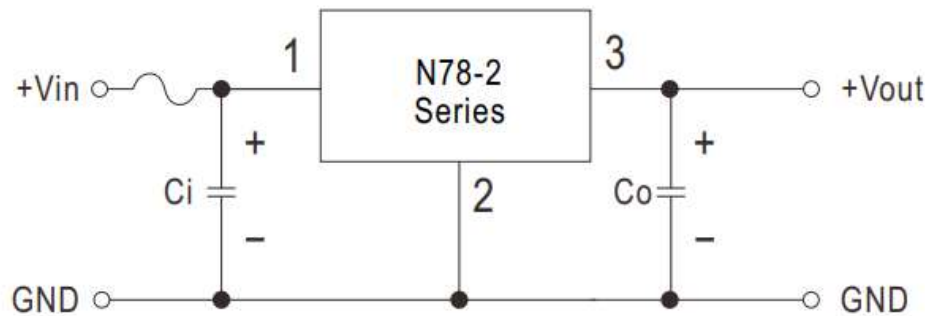 1
N78-2
Series
3
+Vin
+Vout
+
Ci
−
2
+
Co
−
GND
GND